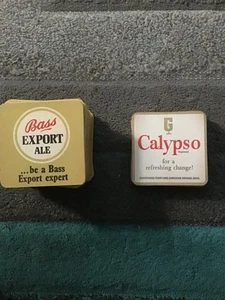 Bass
EXPORT
ALE
...be a Bass
Export expert
G
Calypso
for a
refreshing change!